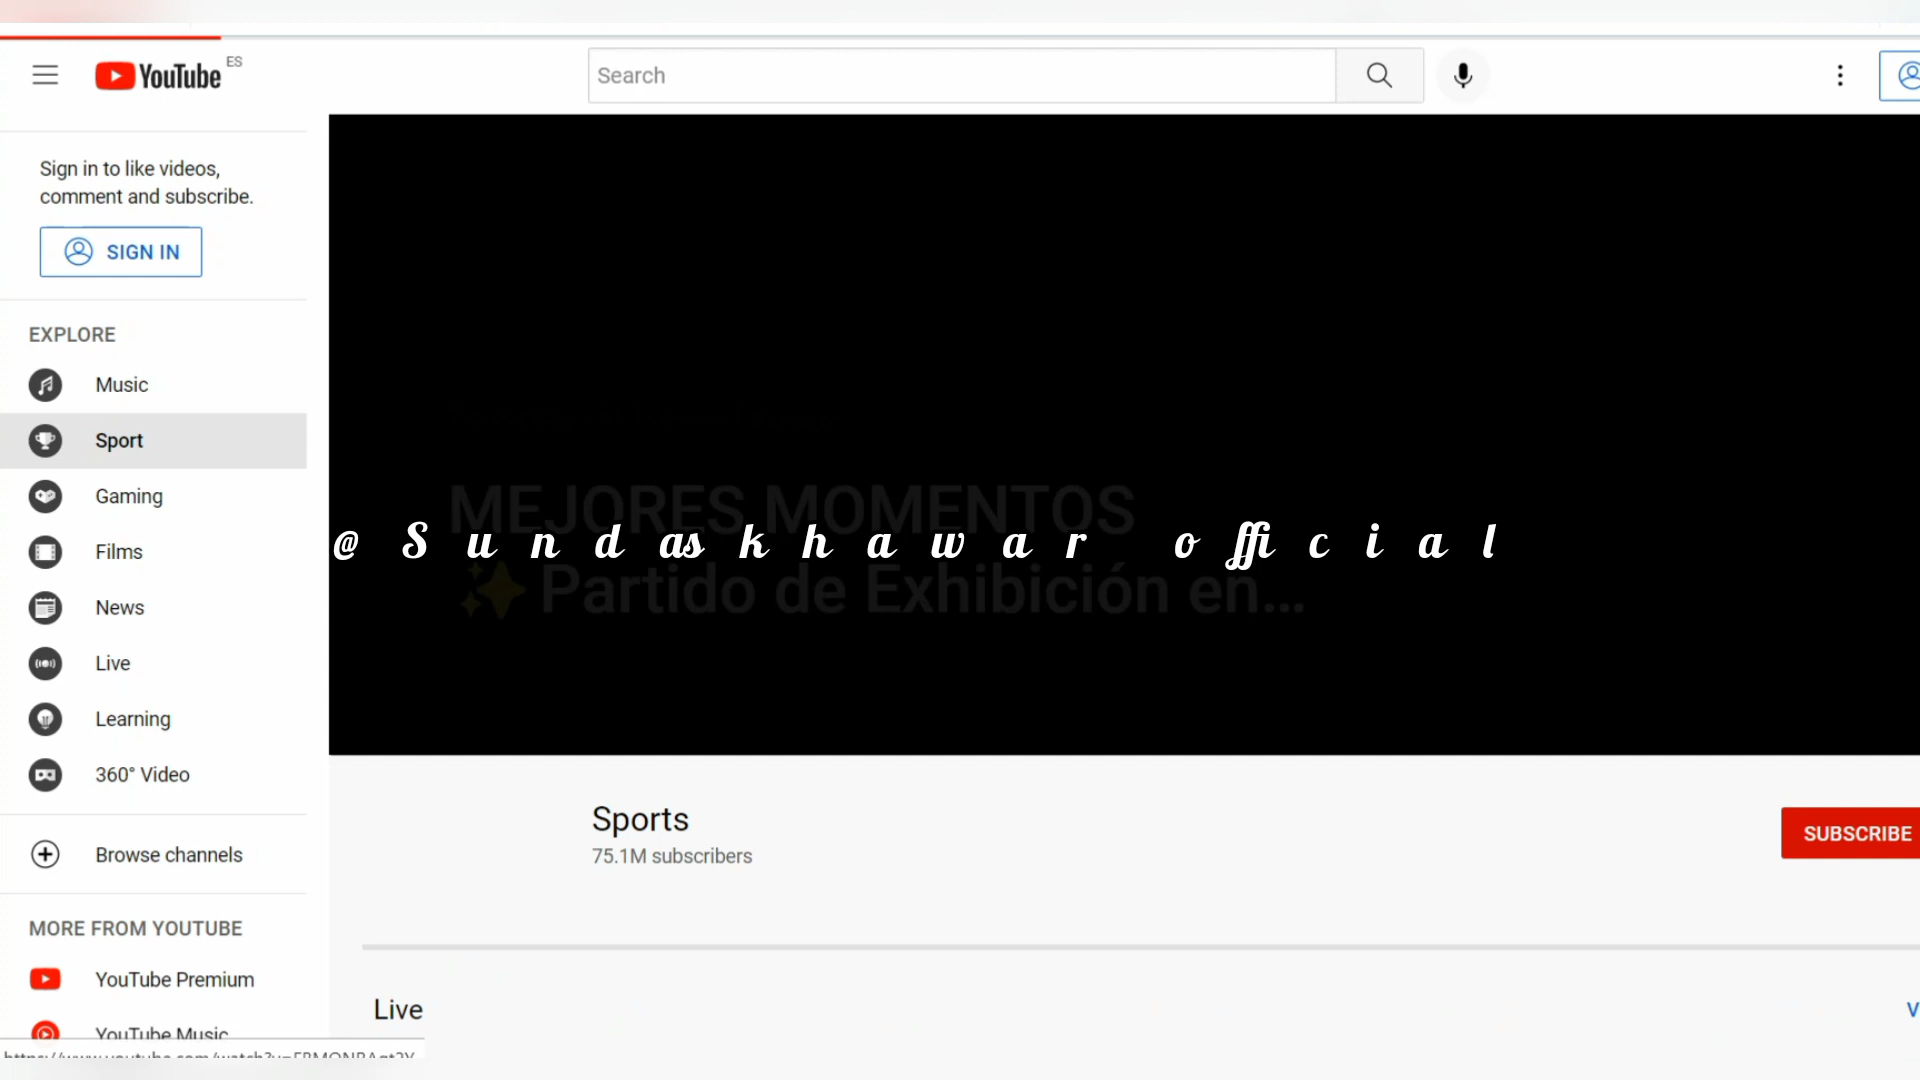 YouTube ES
Search
Sign in to like videos,
comment and subscribe.
SIGN IN
EXPLORE
Music
Sport
Gaming
Films
News
Live
Learning
360° Video
Browse channels
MORE FROM YOUTUBE
YouTube Premium
YouTube Music
MEJORES MOMENTOS
@Sundaskhawar official
✨Partido de Exhibición en...
Sports
75.1M subscribers
SUBSCRIBE
Live